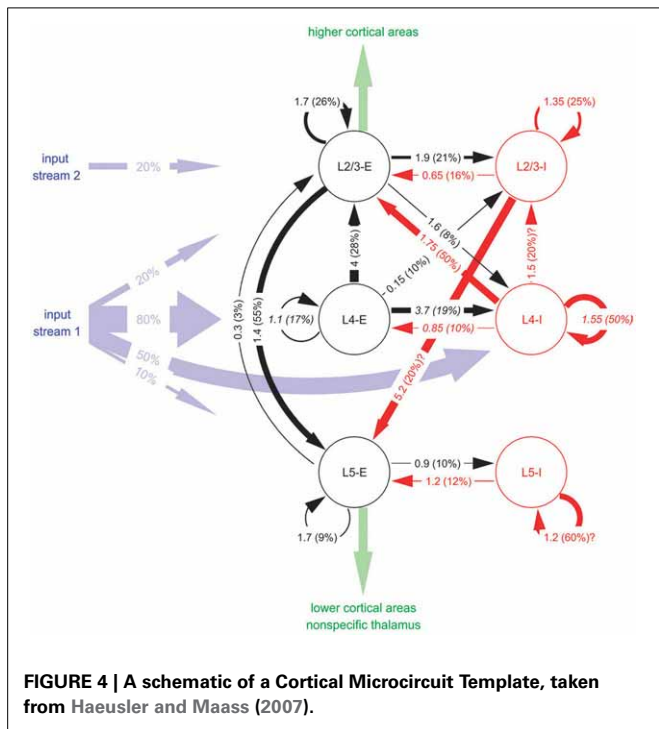 higher cortical areas
1.7 (26%)
1.35 (25%)
input
stream 2
20%
L2/3-E
1.9 (21%)
0.65 (16%)
L2/3-I
1.6 (8%)
1.75 (50%)
4 (28%)
0.15 (10%)
1.5 (20%)?
20%
input
stream 1
80%
50%
10%
0.3 (3%)
1.4 (55%)
1.1 (17%)
L4-E
3.7 (19%)
0.85 (10%)
L4-I
1.55 (50%)
5.2 (20%)?
L5-E
0.9 (10%)
1.2 (12%)
L5-I
1.7 (9%)
1.2 (60%)?
lower cortical areas
nonspecific thalamus
FIGURE 4 | A schematic of a Cortical Microcircuit Template, taken
from Haeusler and Maass (2007).